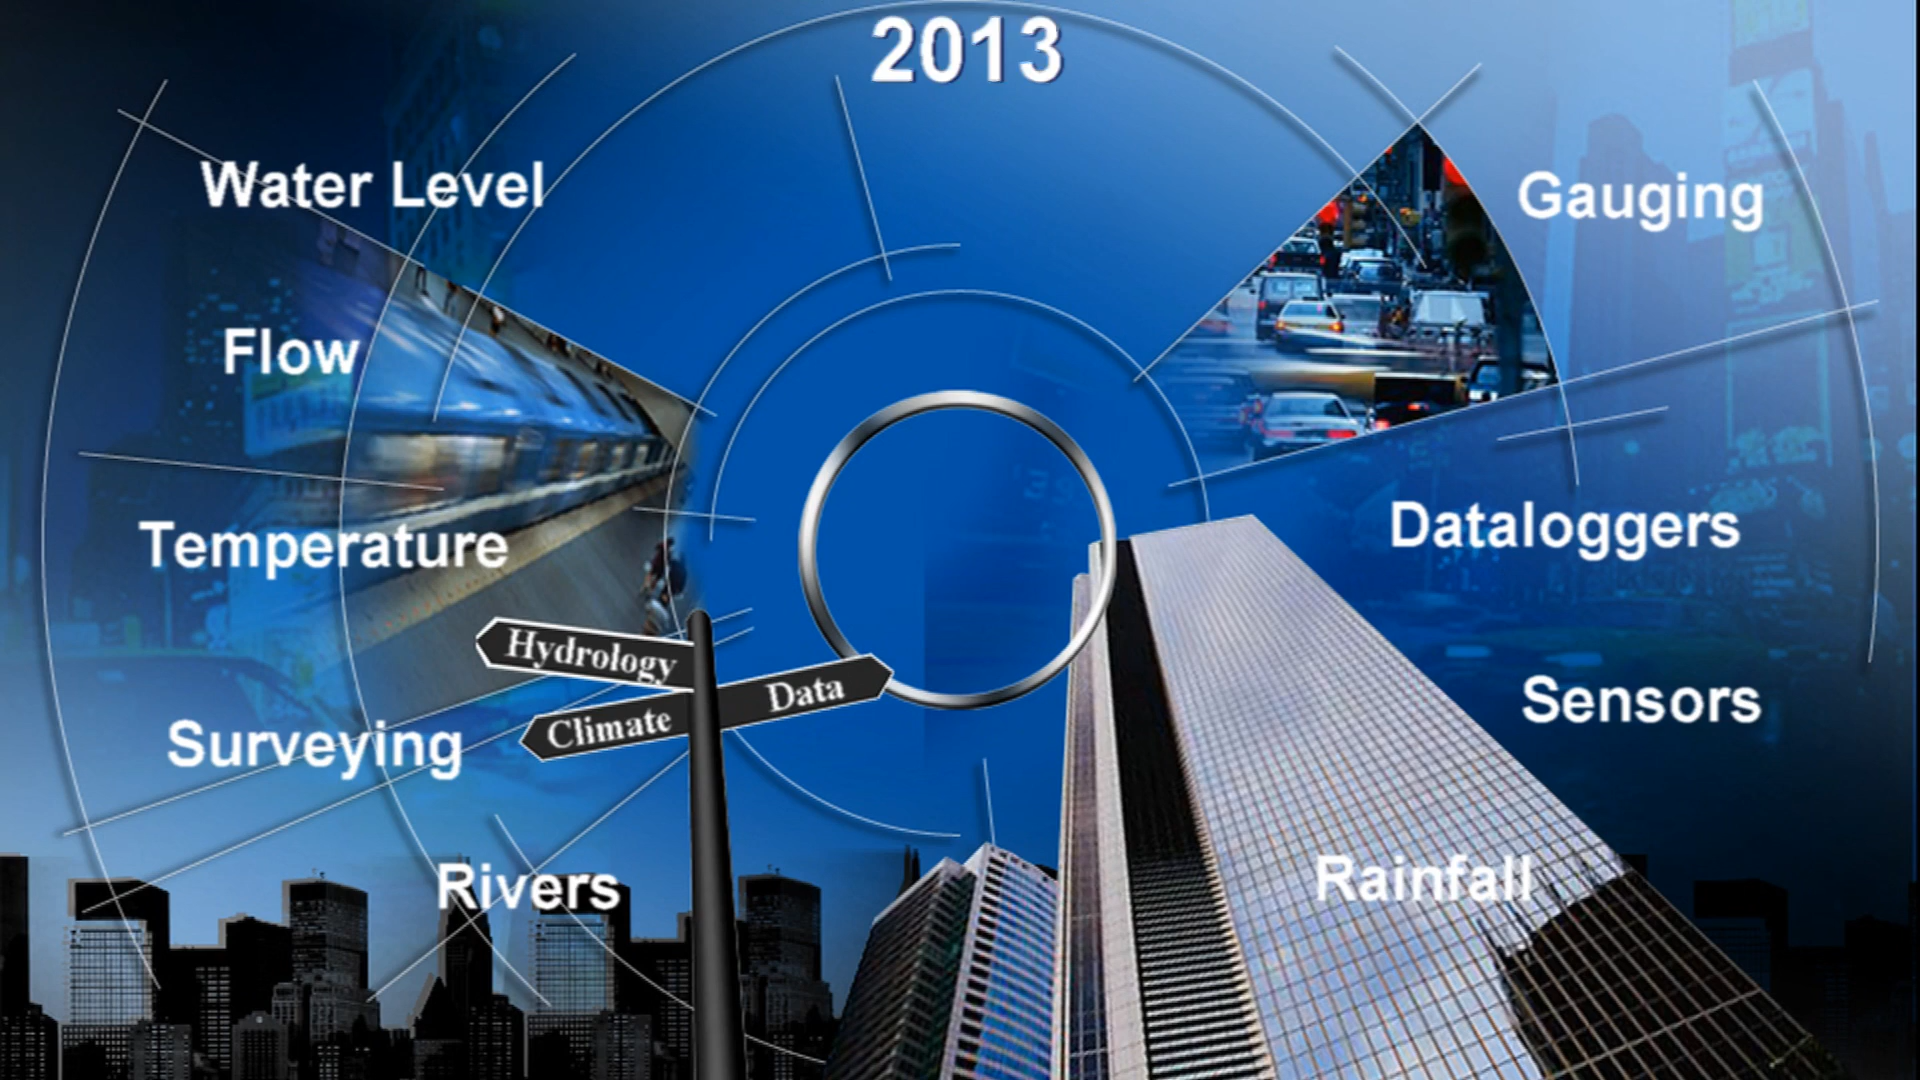 2013
Water Level
Gauging
Flow
Temperature
Dataloggers
Hydrology
Data
Climate
Sensors
Surveying
Rivers
Rainfall